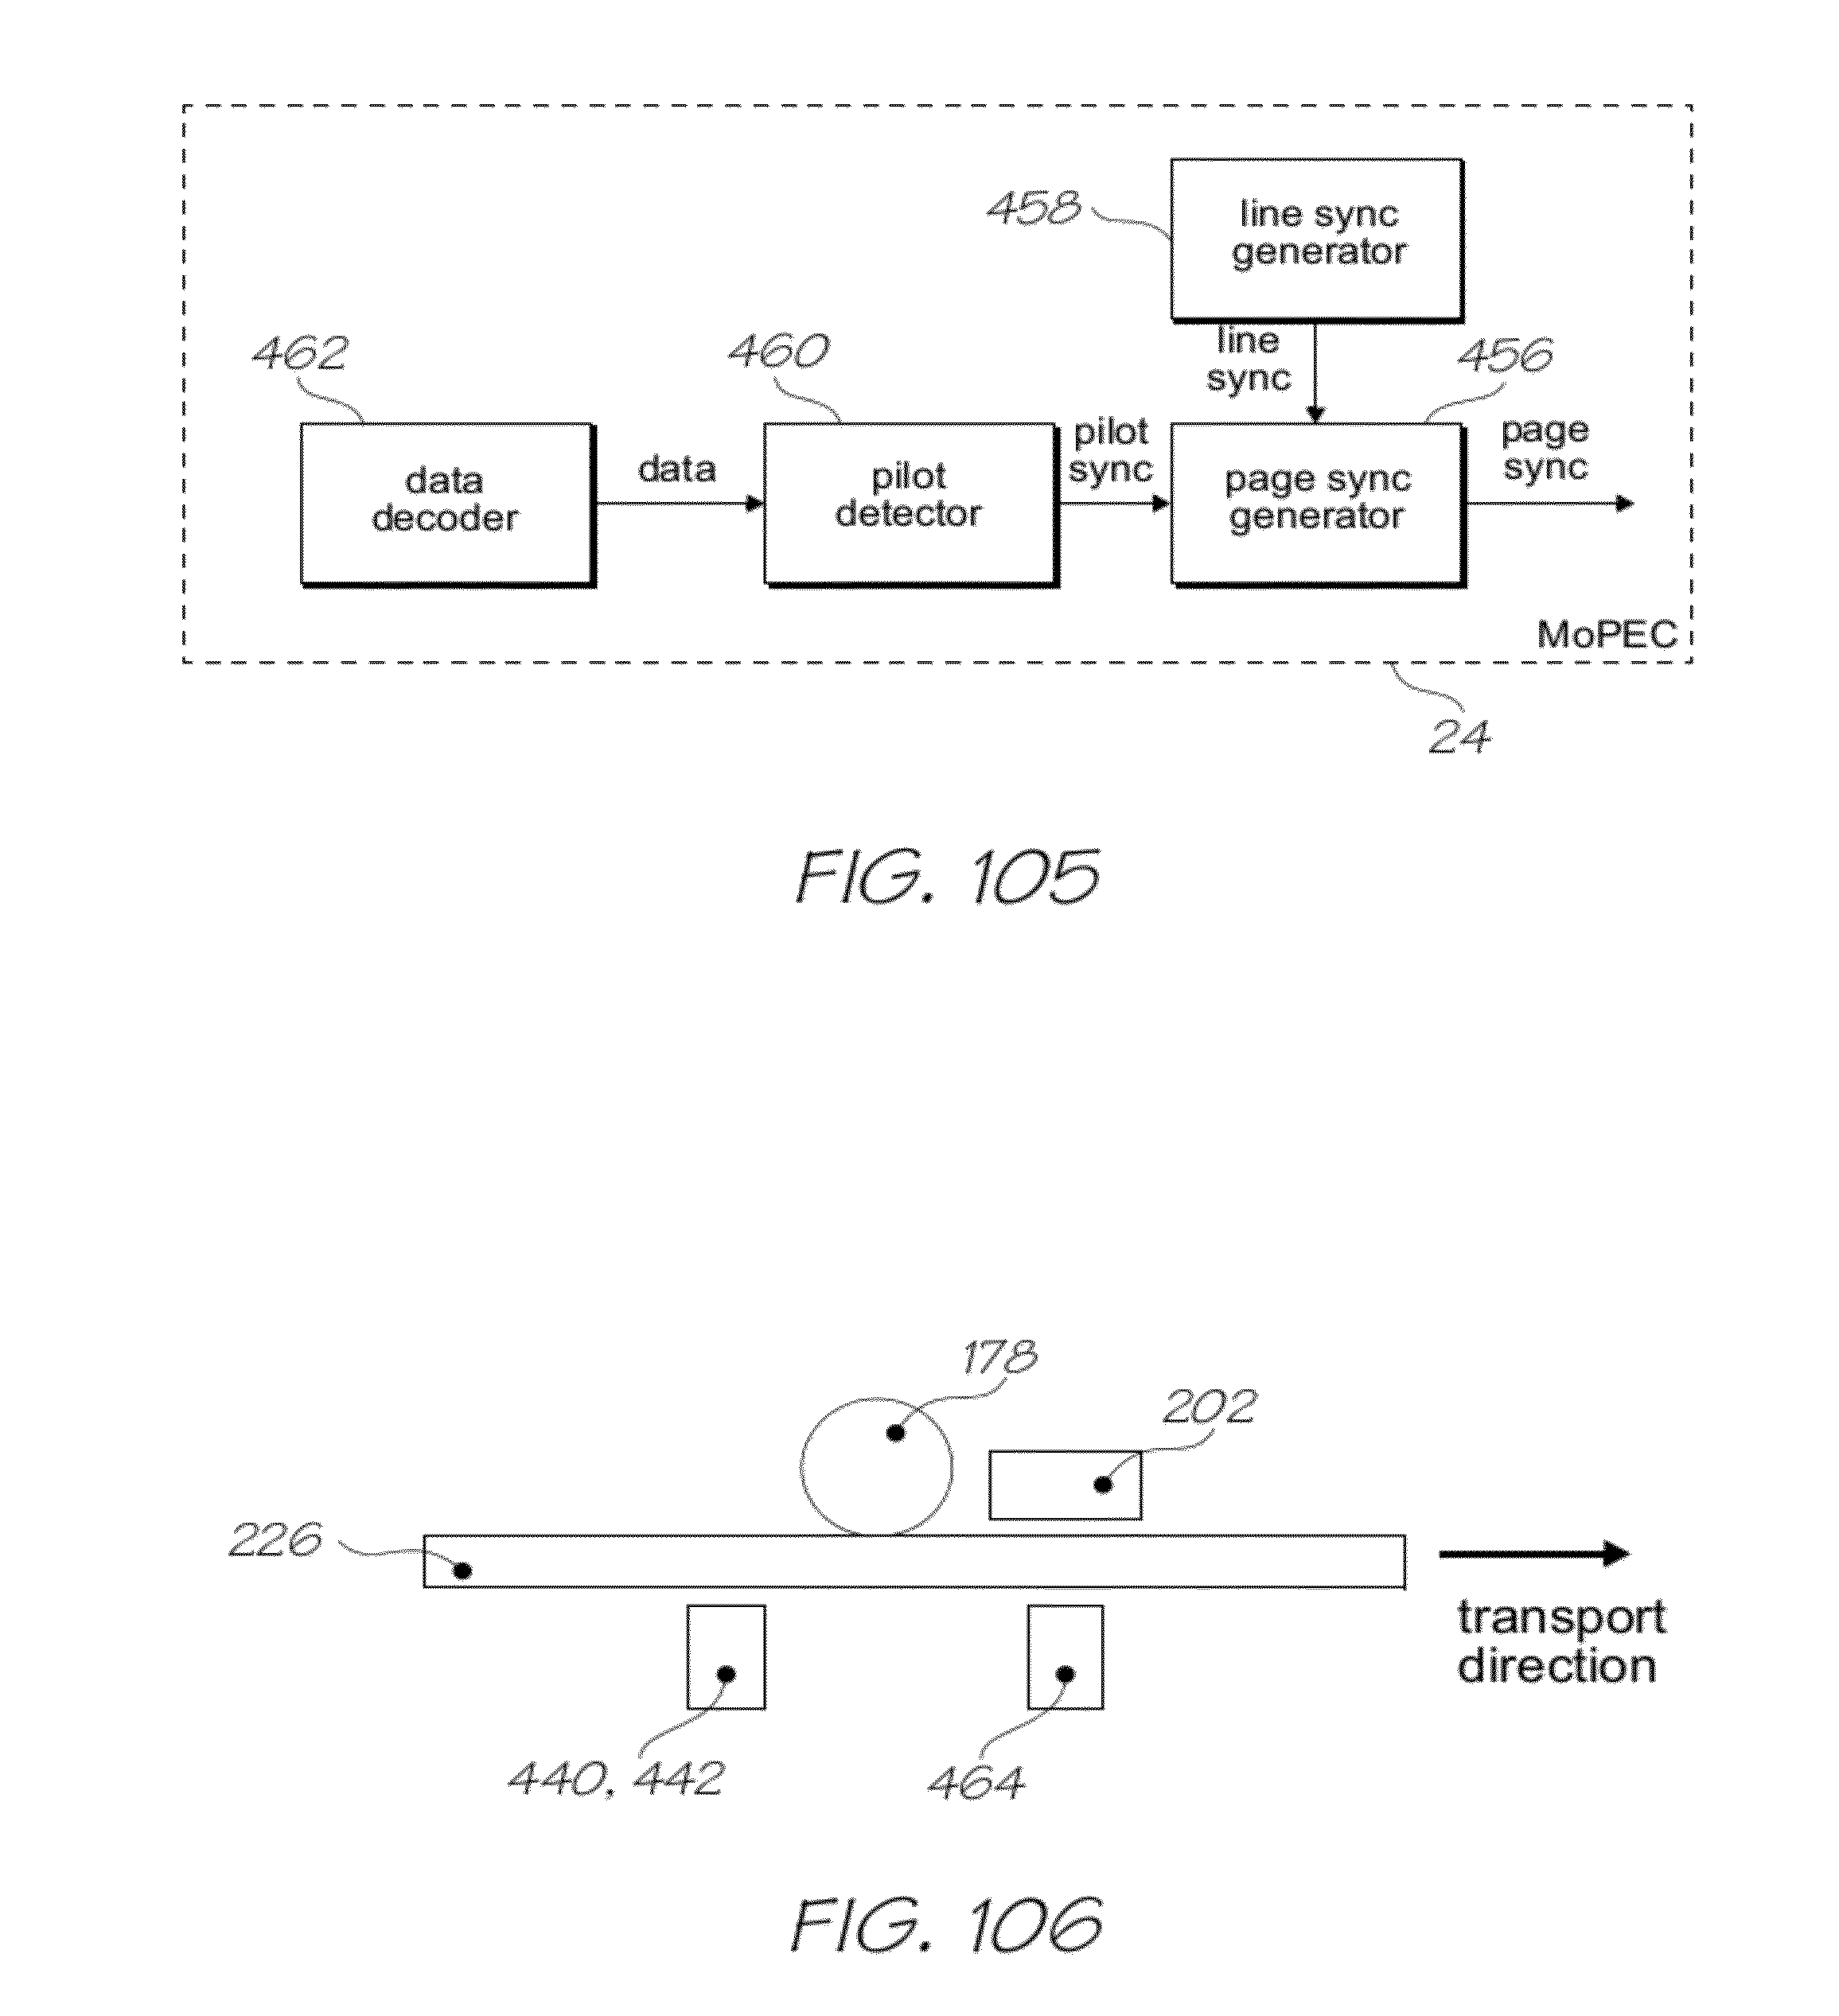 458
line sync
generator
462
460
line
sync
456
data
decoder
data
pilot
detector
pilot
sync
page sync
generator
page
sync
MoPEC
24
FIG. 105
178
202
226
transport
direction
440, 442
464
FIG. 106